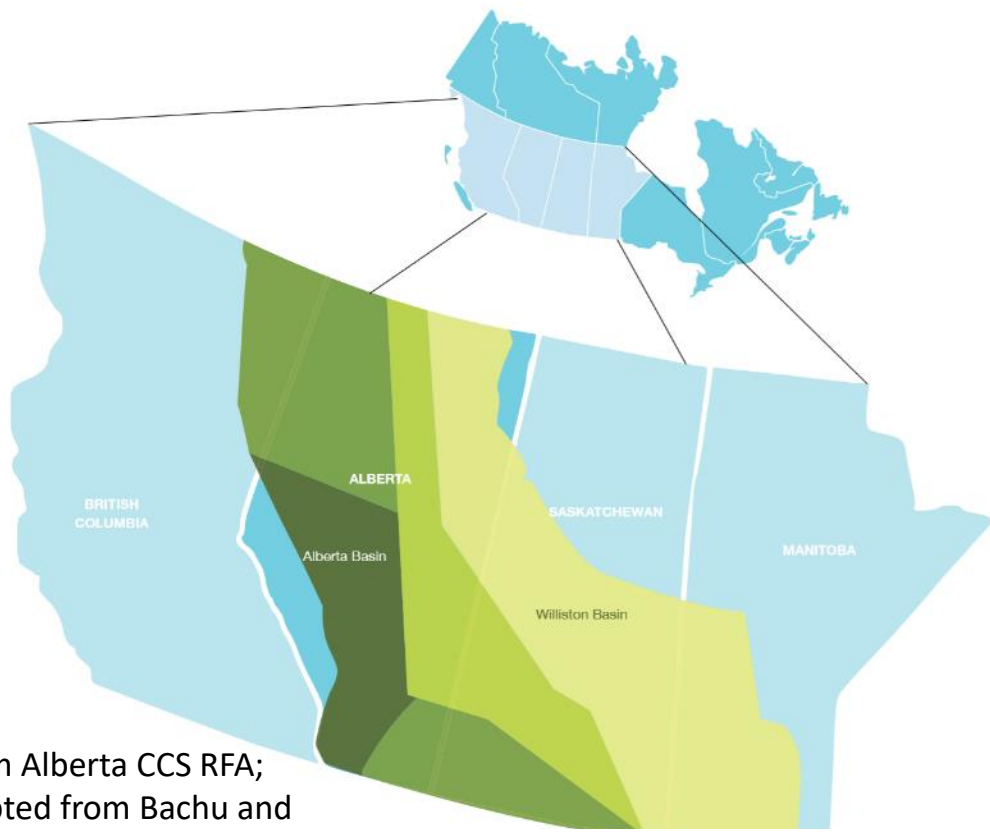 ALBERTA
BRITISH
COLUMBIA
SASKATCHEWAN
MANITOBA
Alberta Basin
Williston Basin
n Alberta CCS RFA;
pted from Bachu and